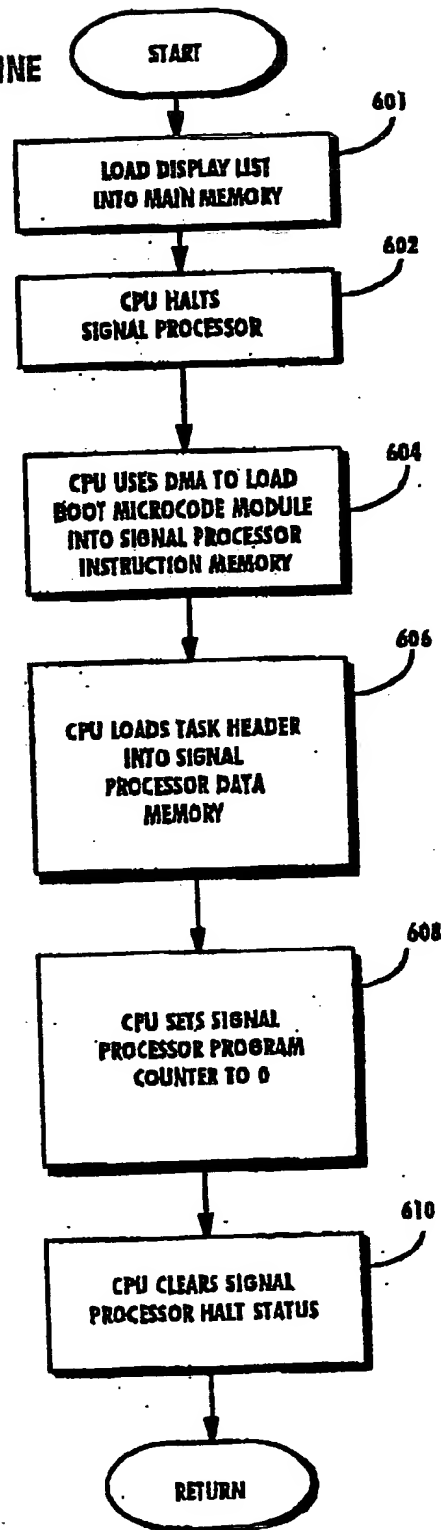 START
601
LOAD DISPLAY LIST
INTO MAIN MEMORY
602
CPU HALTS
SIGNAL PROCESSOR
604
CPU USES DMA TO LOAD
BOOT MICROCODE MODULE
INTO SIGNAL PROCESSOR
INSTRUCTION MEMORY
606
CPU LOADS TASK HEADER
INTO SIGNAL
PROCESSOR DATA
MEMORY
608
CPU SETS SIGNAL
PROCESSOR PROGRAM
COUNTER TO 0
610
CPU CLEARS SIGNAL
PROCESSOR HALT STATUS
RETURN